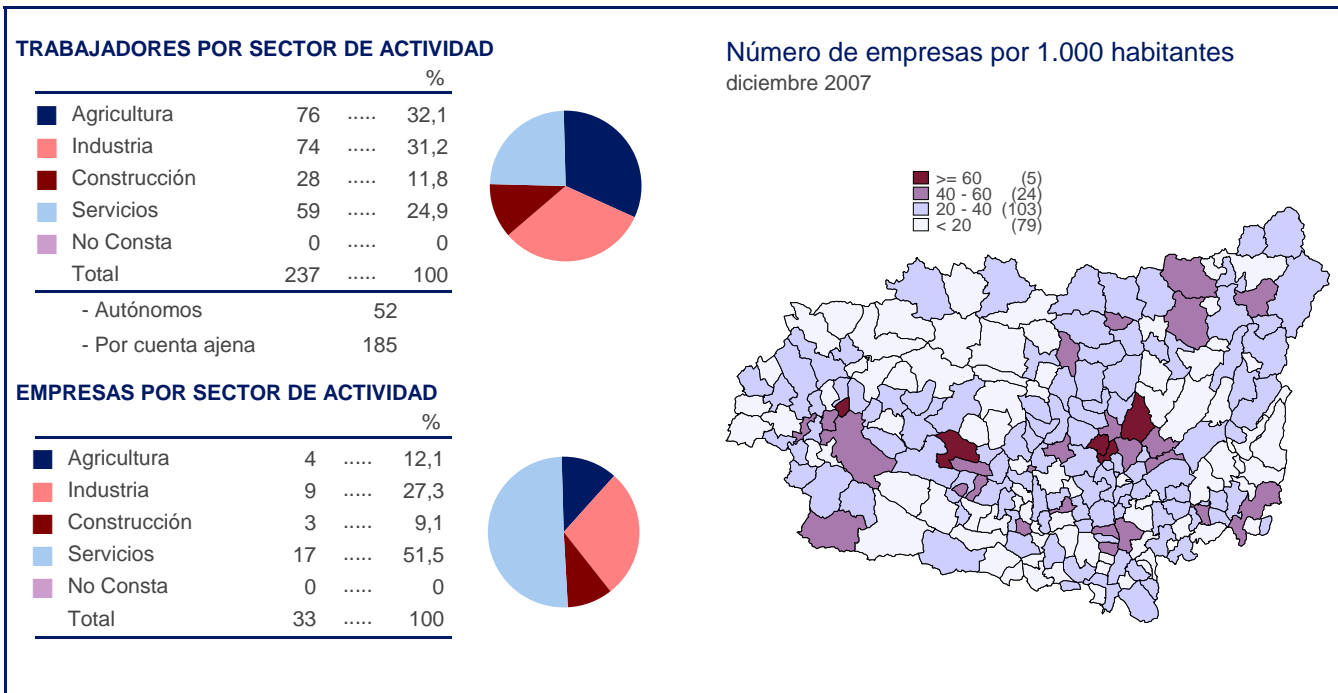 TRABAJADORES POR SECTOR DE ACTIVIDAD
%
Agricultura 76 ..... 32,1
Industria 74 ..... 31,2
Construcción 28 ..... 11,8
Servicios 59 ..... 24,9
No Consta 0 ..... 0
Total 237 ..... 100
- Autónomos 52
- Por cuenta ajena 185
EMPRESAS POR SECTOR DE ACTIVIDAD
%
Agricultura 4 ..... 12,1
Industria 9 ..... 27,3
Construcción 3 ..... 9,1
Servicios 17 ..... 51,5
No Consta 0 ..... 0
Total 33 ..... 100
Número de empresas por 1.000 habitantes
diciembre 2007
>= 60 (5)
40 - 60 (24)
20 - 40 (103)
< 20 (79)